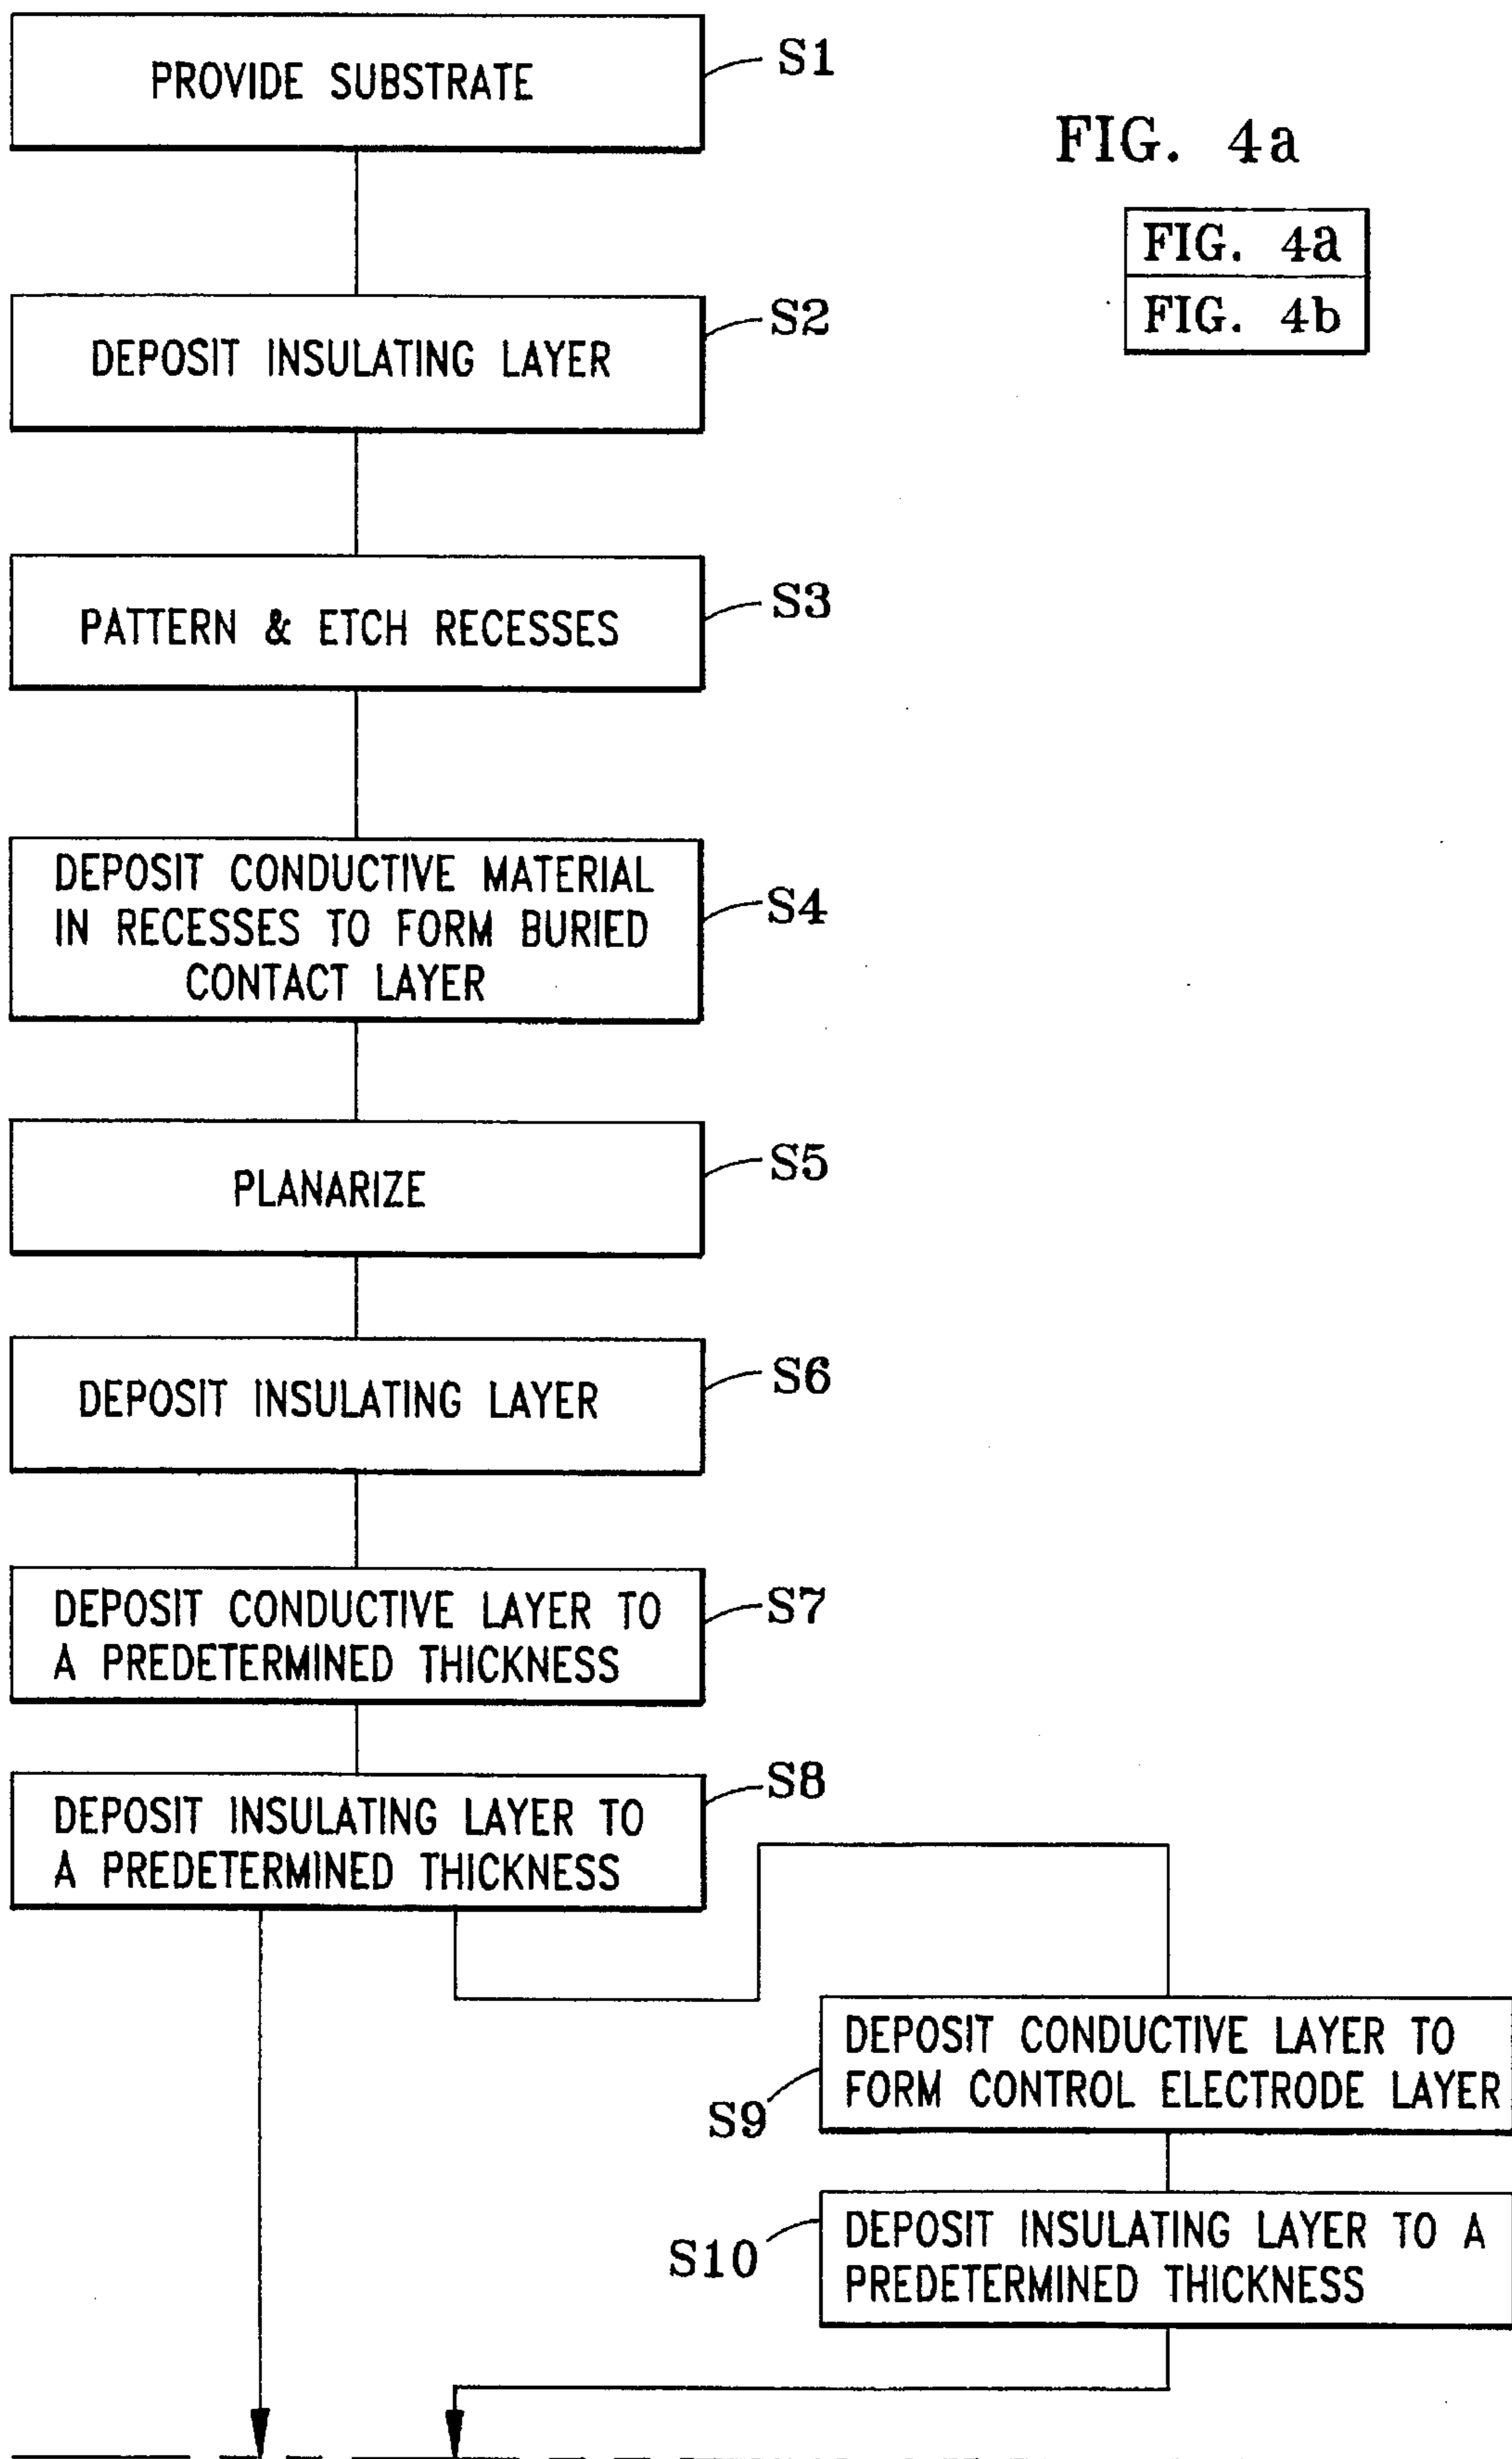 PROVIDE SUBSTRATE
S1
FIG. 4a
FIG. 4a
FIG. 4b
DEPOSIT INSULATING LAYER
S2
PATTERN & ETCH RECESSES
S3
DEPOSIT CONDUCTIVE MATERIAL
IN RECESSES TO FORM BURIED
CONTACT LAYER
S4
PLANARIZE
S5
DEPOSIT INSULATING LAYER
S6
DEPOSIT CONDUCTIVE LAYER TO
A PREDETERMINED THICKNESS
S7
DEPOSIT INSULATING LAYER TO
A PREDETERMINED THICKNESS
S8
DEPOSIT CONDUCTIVE LAYER TO
FORM CONTROL ELECTRODE LAYER
S9
DEPOSIT INSULATING LAYER TO A
PREDETERMINED THICKNESS
S10